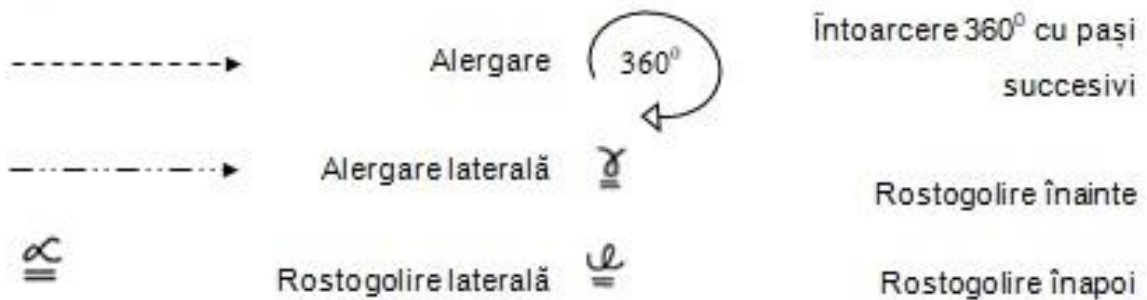 Alergare
360⁰
Întoarcere 360⁰ cu pași
succesivi
Alergare laterală
Rostogolire înainte
Rostogolire laterală
Rostogolire înapoi